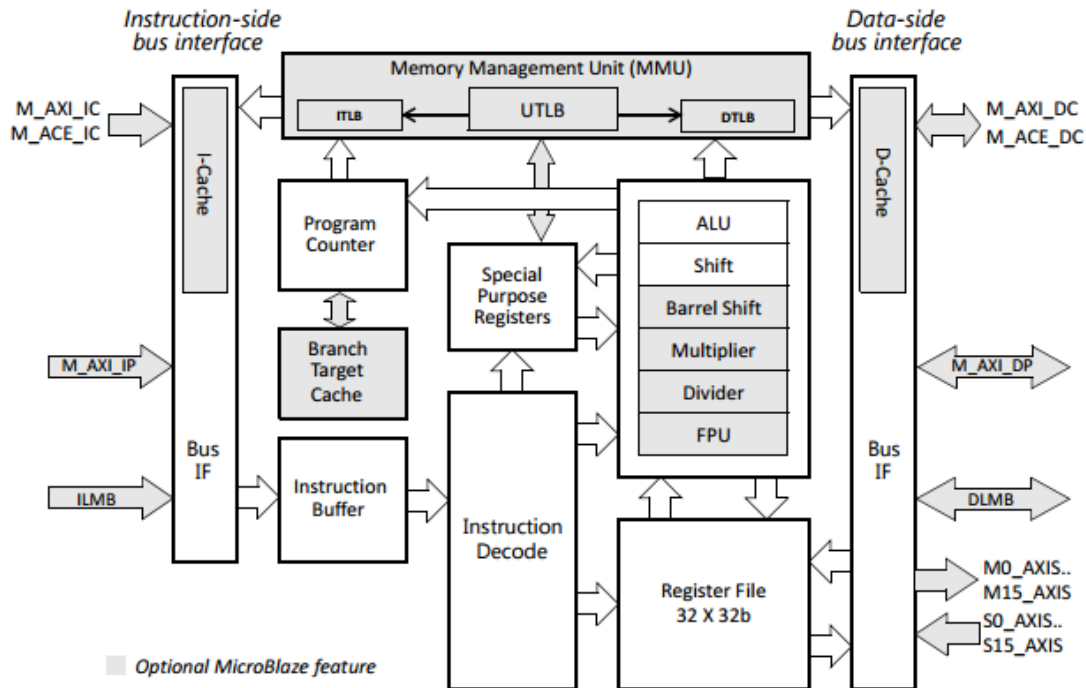 Instruction-side
bus interface
Data-side
bus interface
Memory Management Unit (MMU)
ITLB
UTLB
DTLB
M_AXI_IC
M_ACE_IC
I-Cache
M_AXI_DC
M_ACE_DC
D-Cache
Program
Counter
Special
Purpose
Registers
ALU
Shift
Barrel Shift
Multiplier
Divider
FPU
Branch
Target
Cache
M_AXI_IP
M_AXI_DP
Bus
IF
Bus
IF
ILMB
DLMB
Instruction
Buffer
Instruction
Decode
Register File
32 X 32b
M0_AXIS..
M15_AXIS
S0_AXIS..
S15_AXIS
Optional MicroBlaze feature